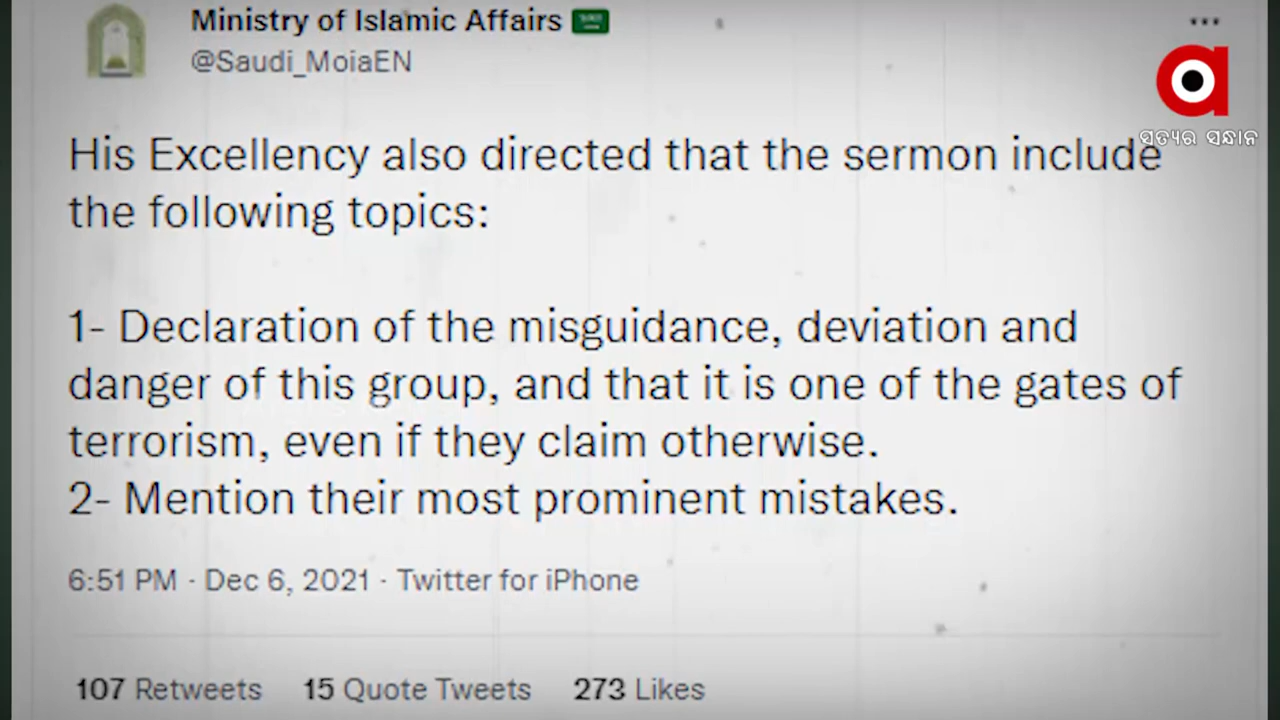 Ministry of Islamic Affairs
@Saudi_MoiaEN
ସତ୍ୟର ସନ୍ଧାନ
His Excellency also directed that the sermon include
the following topics:
1- Declaration of the misguidance, deviation and
danger of this group, and that it is one of the gates of
terrorism, even if they claim otherwise.
2- Mention their most prominent mistakes.
6:51 PM · Dec 6, 2021 · Twitter for iPhone
107 Retweets 15 Quote Tweets 273 Likes